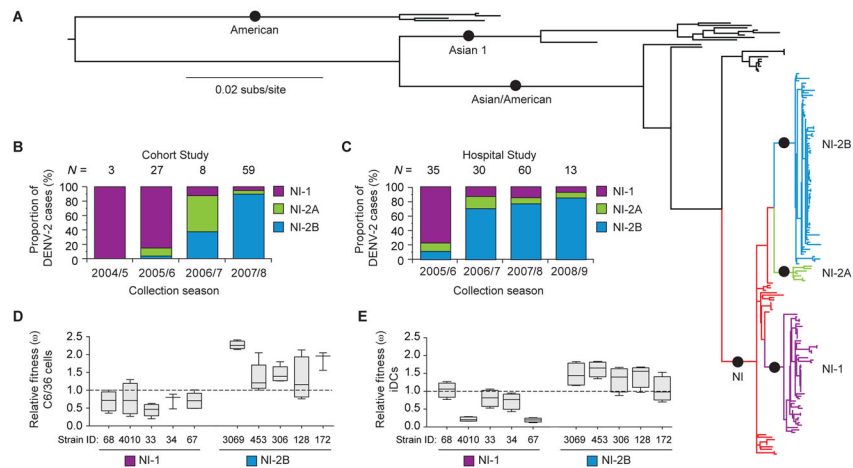 A
American
Asian 1
0.02 subs/site
Asian/American
NI-2B
NI-2A
NI
NI-1
B
Cohort Study
N = 3 27 8 59
Proportion of
DENV-2 cases (%)
100
80
60
40
20
0
NI-1
NI-2A
NI-2B
2004/5 2005/6 2006/7 2007/8
Collection season
C
Hospital Study
N = 35 30 60 13
Proportion of
DENV-2 cases (%)
100
80
60
40
20
0
NI-1
NI-2A
NI-2B
2005/6 2006/7 2007/8 2008/9
Collection season
D
Relative fitness (ω)
C6/36 cells
2.5
2.0
1.5
1.0
0.5
0.0
Strain ID: 68 4010 33 34 67 3069 453 306 128 172
NI-1 NI-2B
E
Relative fitness (ω)
iDCs
2.5
2.0
1.5
1.0
0.5
0.0
Strain ID: 68 4010 33 34 67 3069 453 306 128 172
NI-1 NI-2B